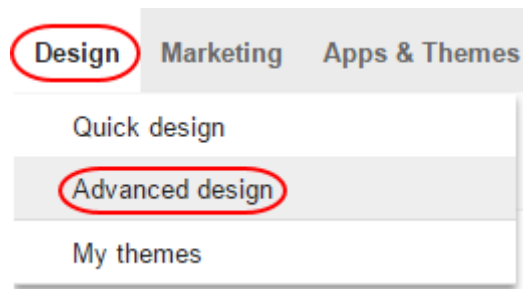 Design Marketing Apps & Themes
Quick design
Advanced design
My themes